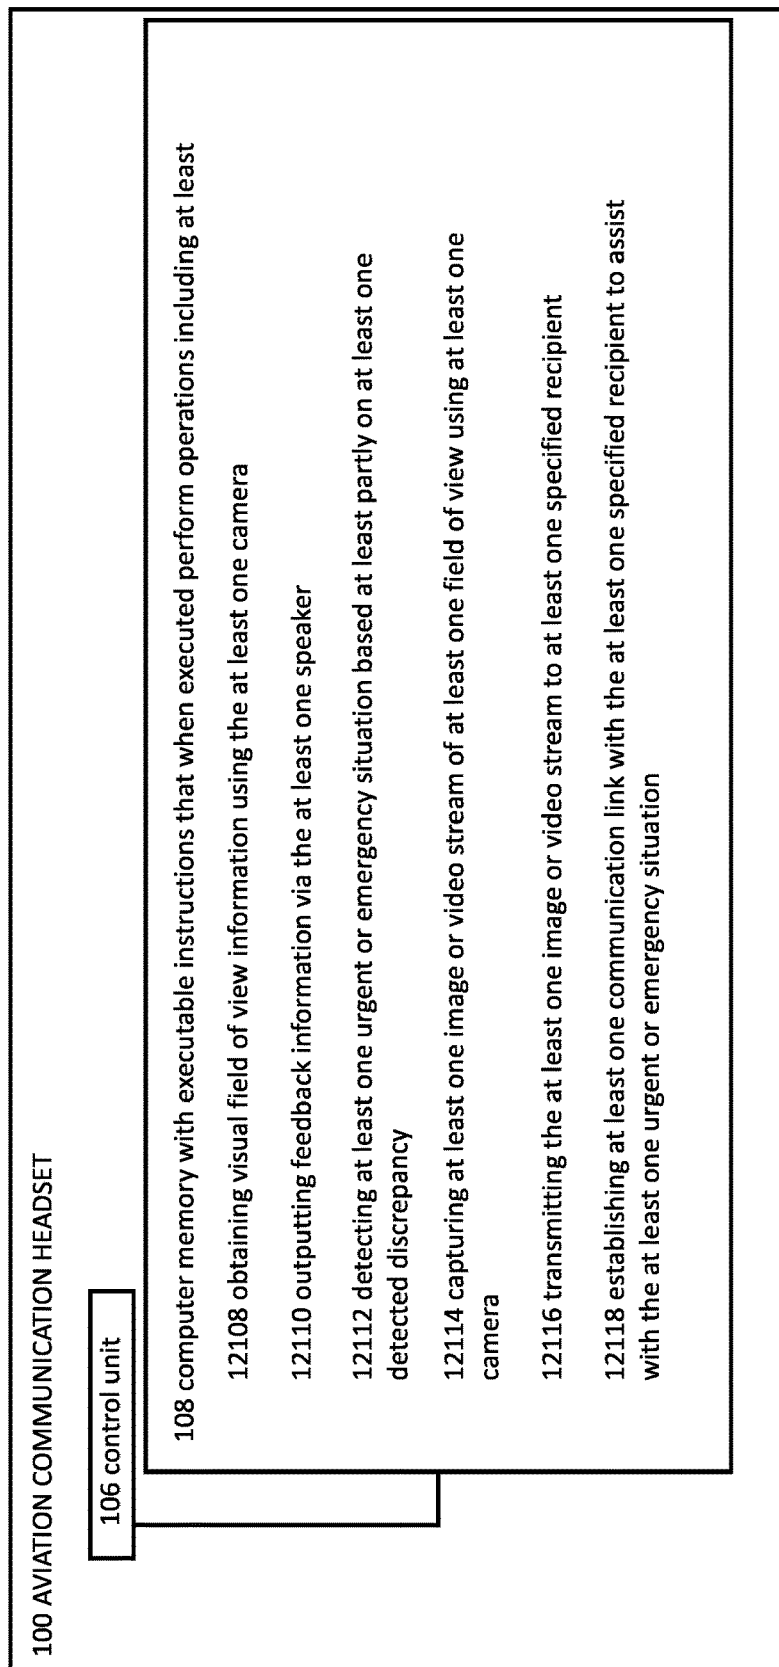 100 AVIATION COMMUNICATION HEADSET
106 control unit
108 computer memory with executable instructions that when executed perform operations including at least
12108 obtaining visual field of view information using the at least one camera
12110 outputting feedback information via the at least one speaker
12112 detecting at least one urgent or emergency situation based at least partly on at least one
detected discrepancy
12114 capturing at least one image or video stream of at least one field of view using at least one
camera
12116 transmitting the at least one image or video stream to at least one specified recipient
12118 establishing at least one communication link with the at least one specified recipient to assist
with the at least one urgent or emergency situation